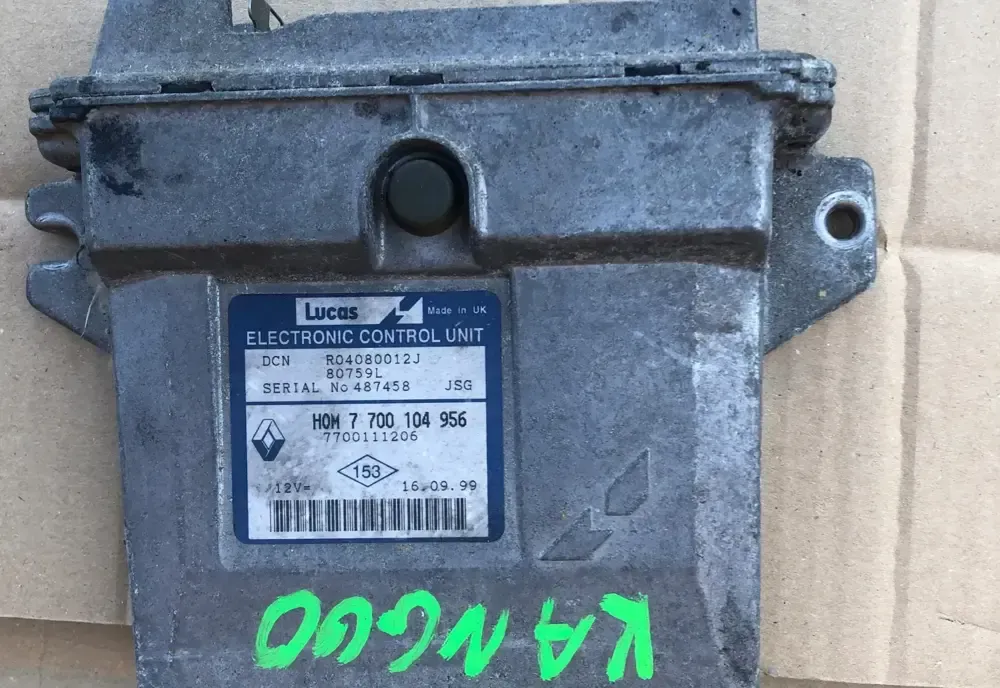 Lucas Made in UK
ELECTRONIC CONTROL UNIT
DCN R04080012J
80759L
SERIAL No 487458 JSG
HOM 7 700 104 956
7700111206
153
12V= 16.09.99
KANGOO